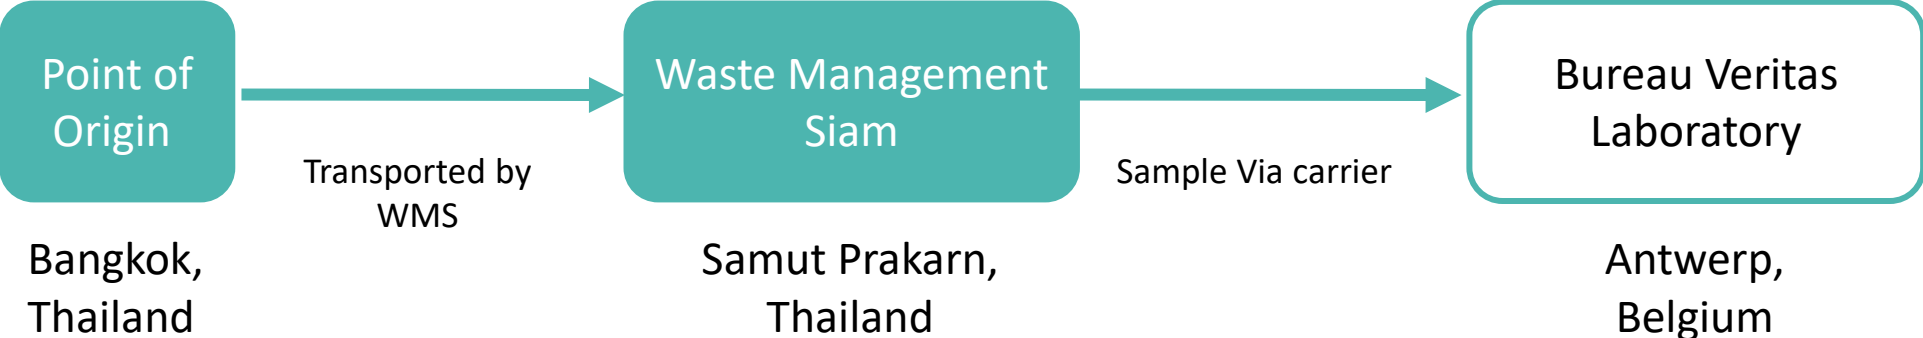 Point of
Origin
Transported by
WMS
Waste Management
Siam
Sample Via carrier
Bureau Veritas
Laboratory
Bangkok,
Thailand
Samut Prakarn,
Thailand
Antwerp,
Belgium